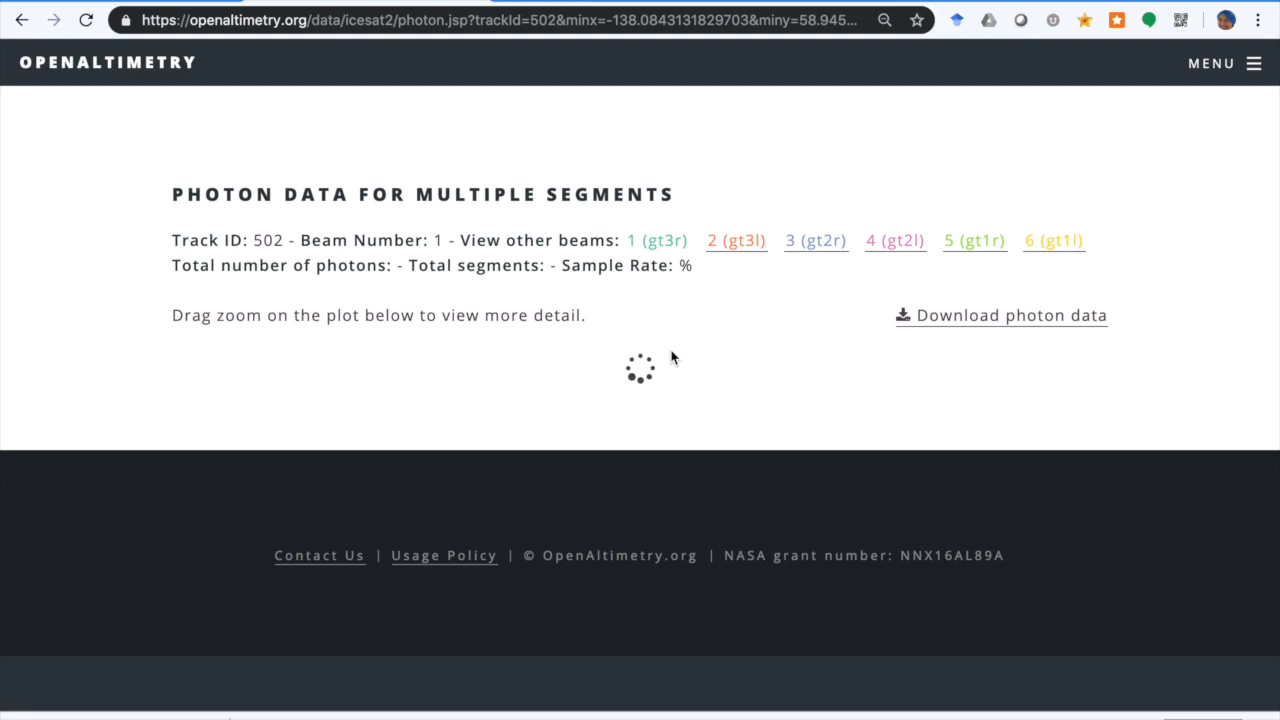 https://openaltimetry.org/data/icesat2/photon.jsp?trackId=502&minx=-138.0843131829703&miny=58.945...
OPENALTIMETRY MENU
PHOTON DATA FOR MULTIPLE SEGMENTS
Track ID: 502 - Beam Number: 1 - View other beams: 1 (gt3r) 2 (gt3l) 3 (gt2r) 4 (gt2l) 5 (gt1r) 6 (gt1l)
Total number of photons: - Total segments: - Sample Rate: %
Drag zoom on the plot below to view more detail. Download photon data
Contact Us | Usage Policy | © OpenAltimetry.org | NASA grant number: NNX16AL89A